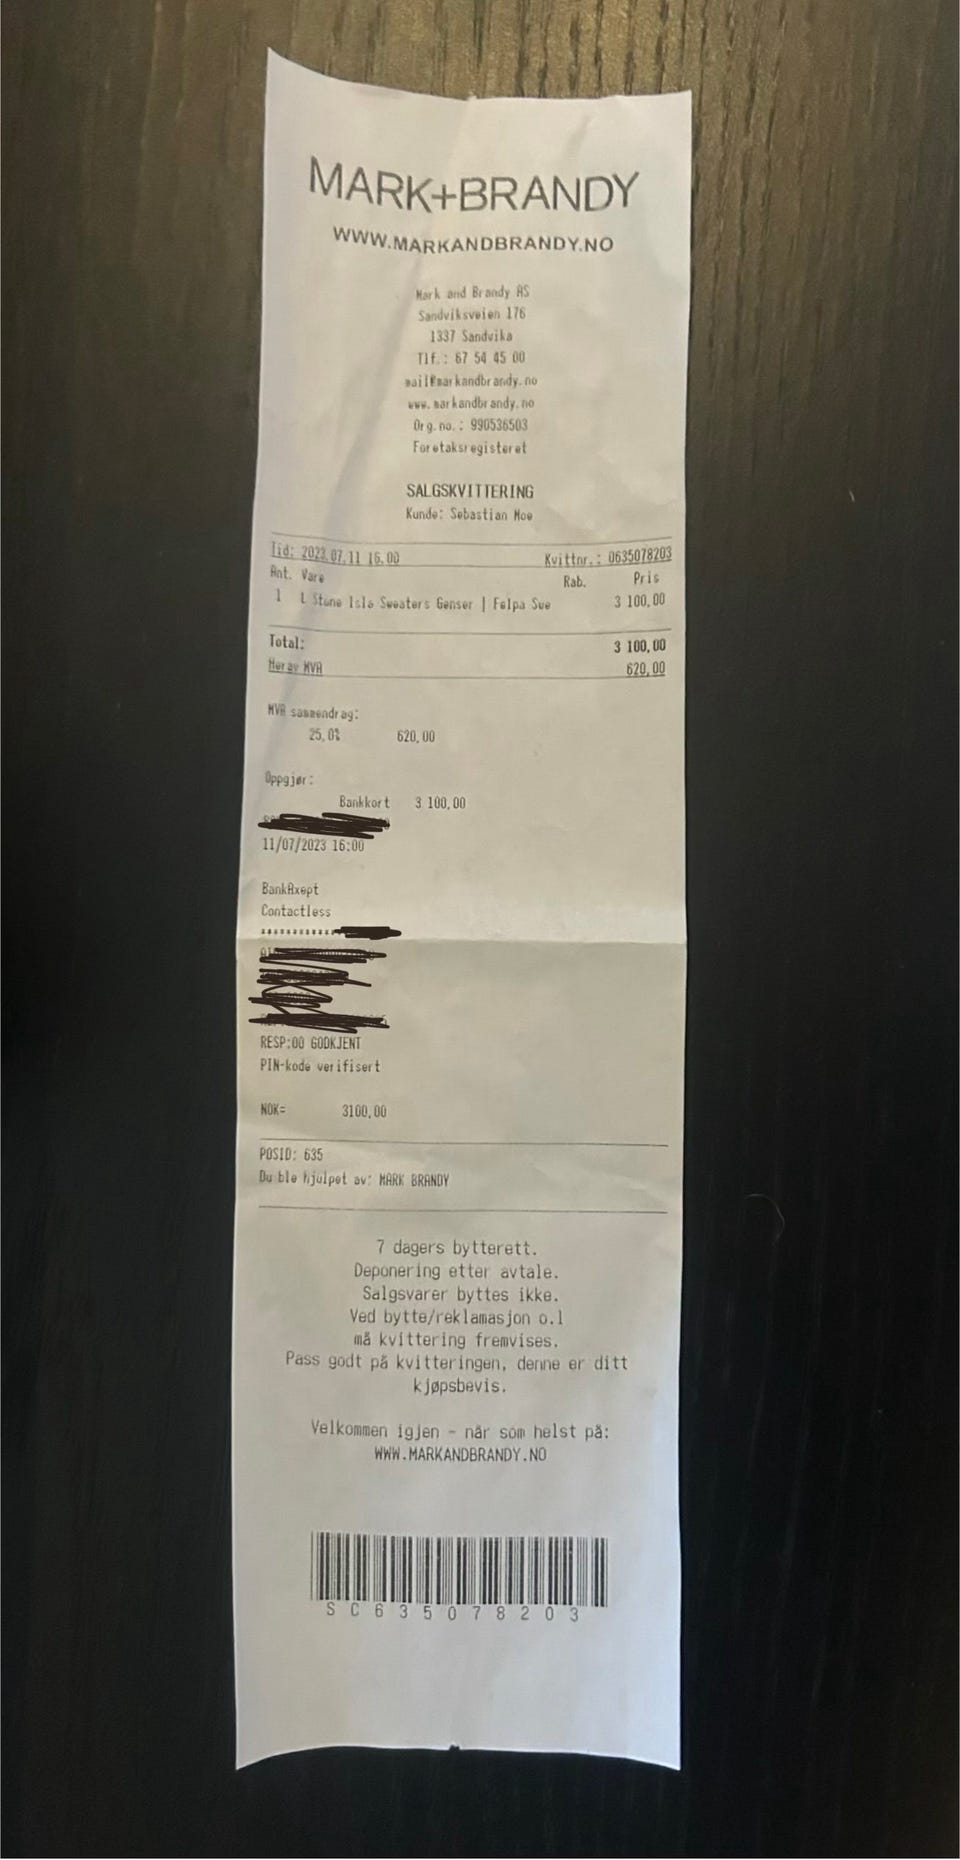 MARK+BRANDY
WWW.MARKANDBRANDY.NO
Mark and Brandy AS
Sandviksveien 176
1337 Sandvika
Tlf.: 67 54 45 00
mail@markandbrandy.no
www.markandbrandy.no
Org.no.: 990536503
Foretaksregisteret
SALGSKVITTERING
Kunde: Sebastian Moe
Tid: 2023.07.11 16.00 Kvittnr.: 0635078203
Ant. Vare Rab. Pris
1 L Stone Isla Sweaters Genser | Felpa Swe 3 100,00
Total: 3 100,00
Herav MVA 620,00
MVA sammendrag:
25,0% 620,00
Oppgjør:
Bankkort 3 100,00
11/07/2023 16:00
BankAxept
Contactless
RESP:00 GODKJENT
PIN-kode verifisert
NOK= 3100,00
POSID: 635
Du ble hjulpet av: MARK BRANDY
7 dagers bytterett.
Deponering etter avtale.
Salgsvarer byttes ikke.
Ved bytte/reklamasjon o.l
må kvittering fremvises.
Pass godt på kvitteringen, denne er ditt
kjøpsbevis.
Velkommen igjen - når som helst på:
WWW.MARKANDBRANDY.NO
SC635078203